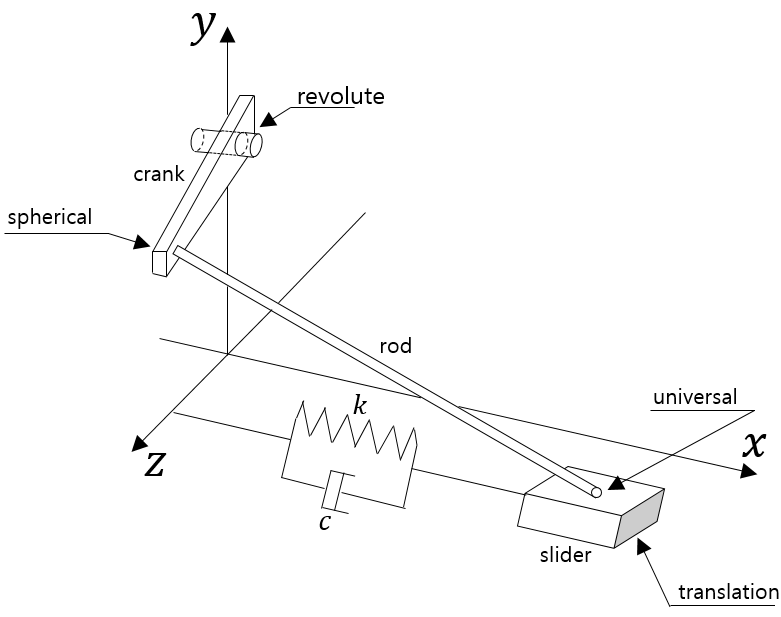 y
revolute
crank
spherical
rod
k
universal
x
z
c
slider
translation